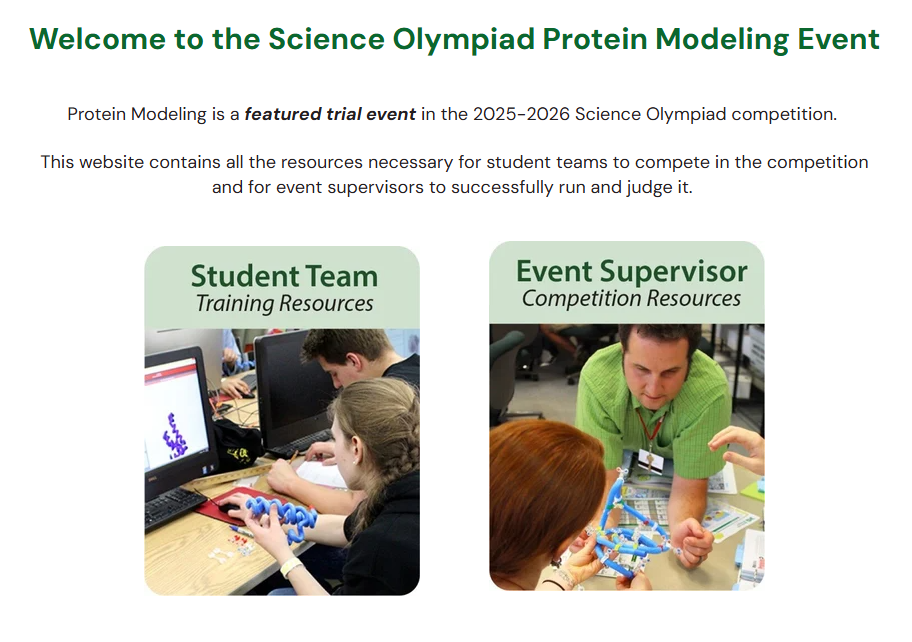 Welcome to the Science Olympiad Protein Modeling Event
Protein Modeling is a featured trial event in the 2025-2026 Science Olympiad competition.
This website contains all the resources necessary for student teams to compete in the competition
and for event supervisors to successfully run and judge it.
Student Team
Training Resources
Event Supervisor
Competition Resources